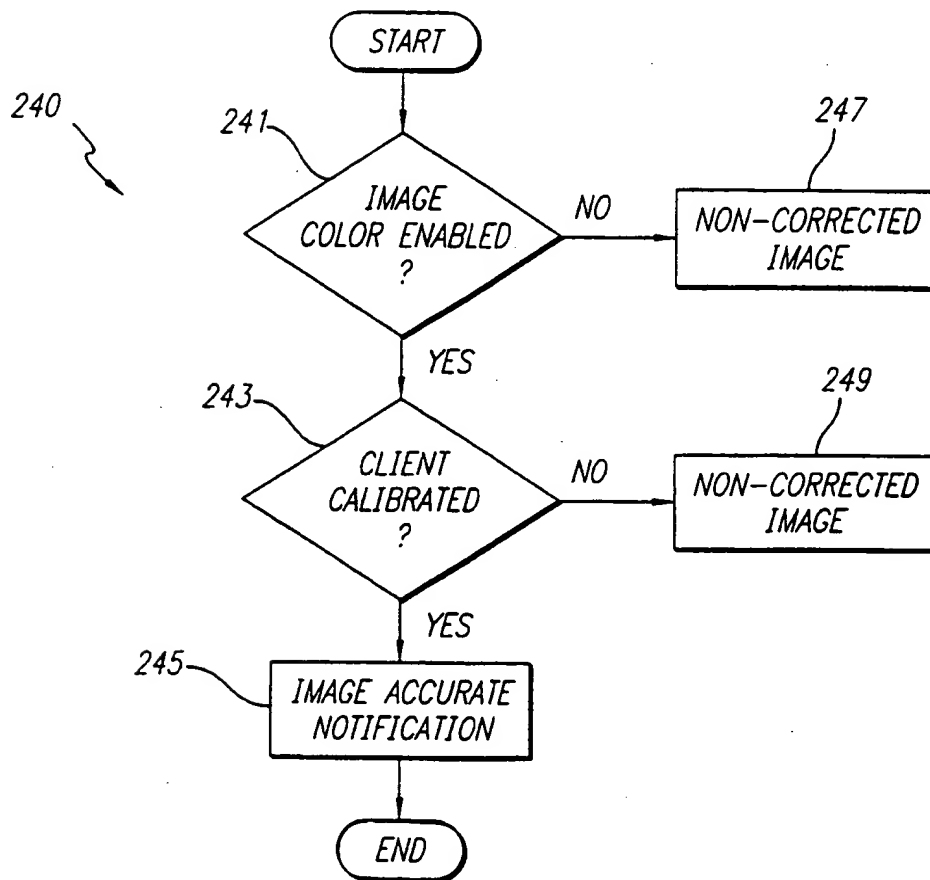 START
240
241
247
IMAGE
COLOR ENABLED
?
NO
NON-CORRECTED
IMAGE
YES
243
249
CLIENT
CALIBRATED
?
NO
NON-CORRECTED
IMAGE
YES
245
IMAGE ACCURATE
NOTIFICATION
END